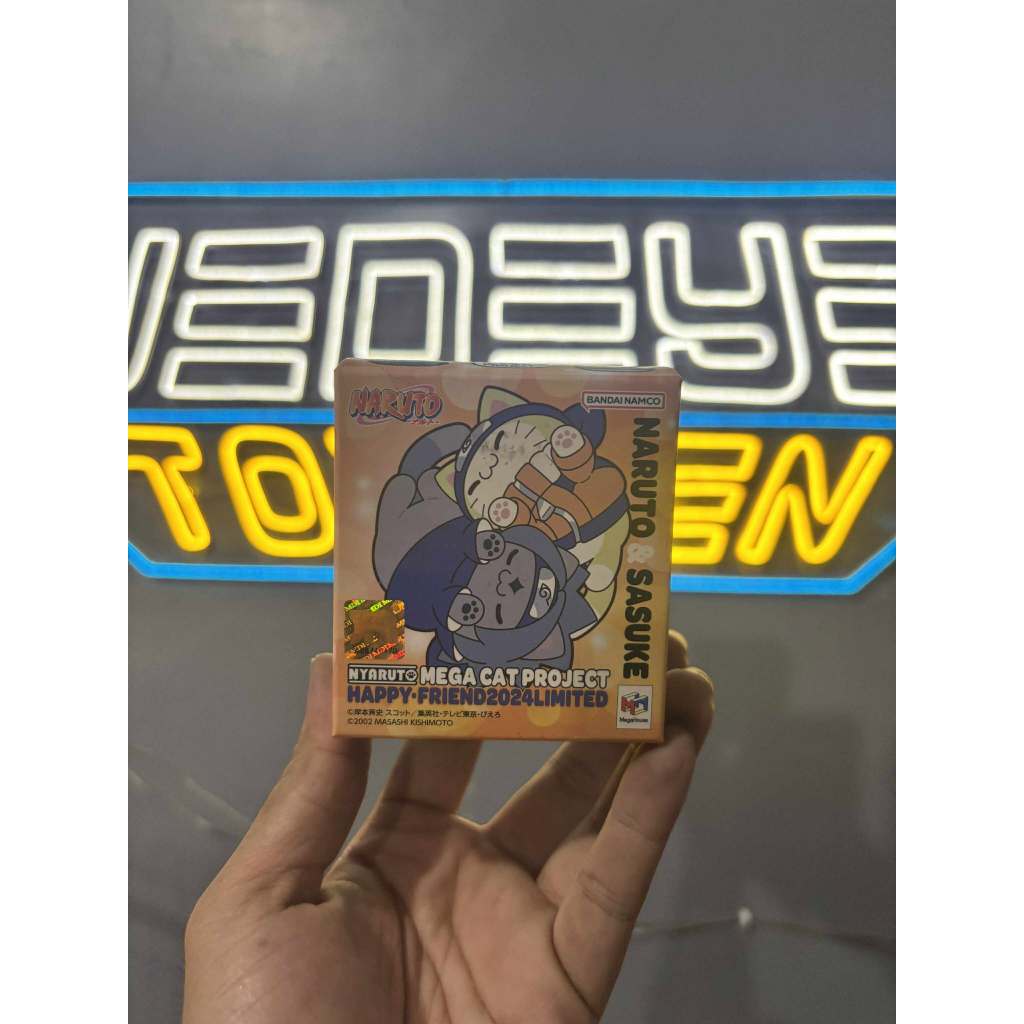 NARUTO
BANDAI NAMCO
NARUTO & SASUKE
NYARUTO
MEGA CAT PROJECT
HAPPY・FRIEND2024LIMITED
©岸本斉史 スコット／集英社・テレビ東京・ぴえろ
©2002 MASASHI KISHIMOTO
MegaHouse